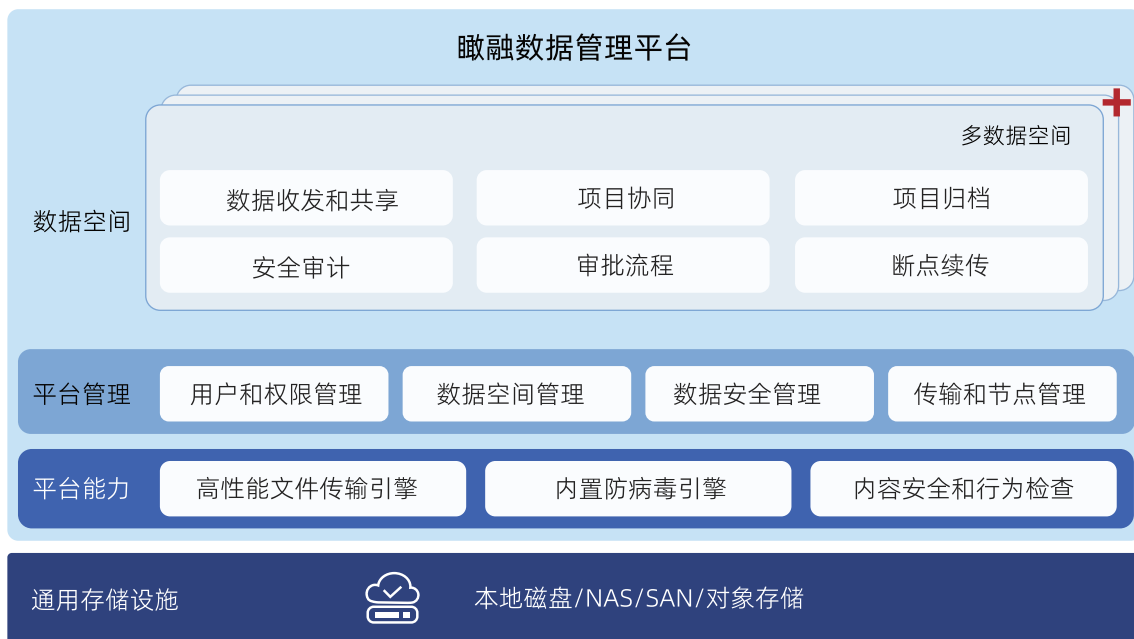 瞰融数据管理平台
多数据空间
数据空间
数据收发和共享
项目协同
项目归档
安全审计
审批流程
断点续传
平台管理
用户和权限管理
数据空间管理
数据安全管理
传输和节点管理
平台能力
高性能文件传输引擎
内置防病毒引擎
内容安全和行为检查
通用存储设施
本地磁盘/NAS/SAN/对象存储